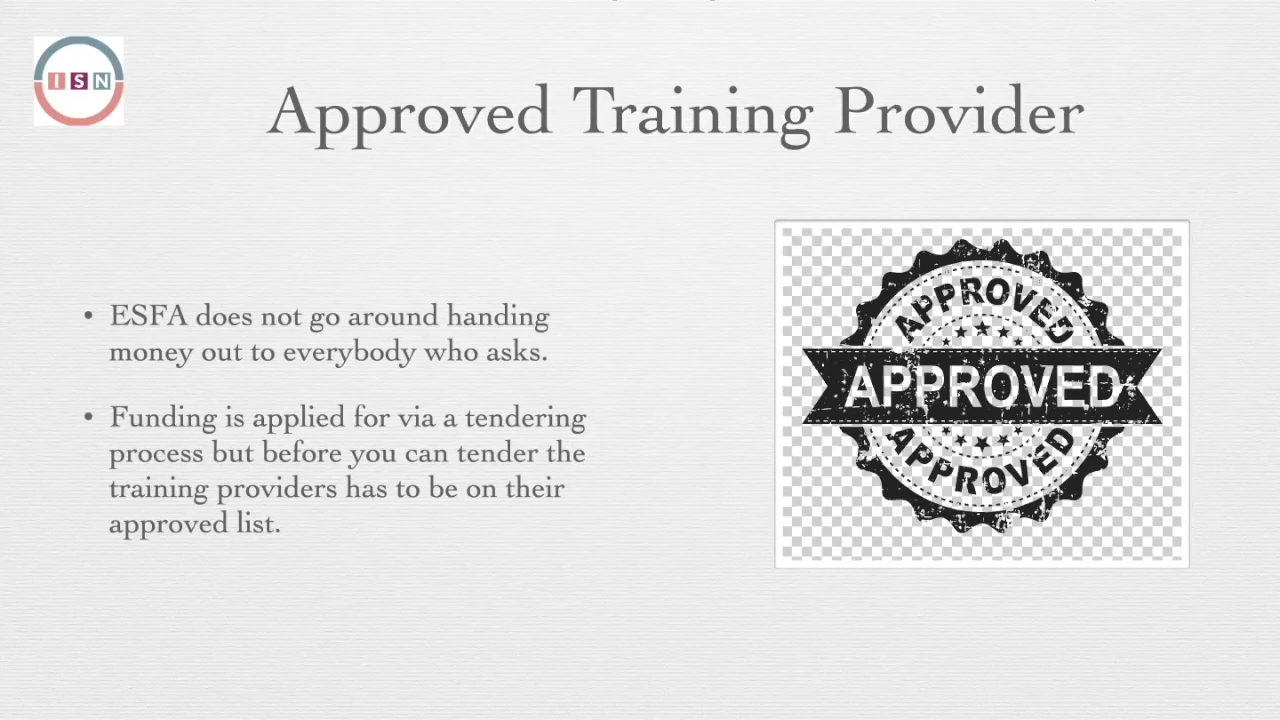 ISN
Approved Training Provider
• ESFA does not go around handing
money out to everybody who asks.
• Funding is applied for via a tendering
process but before you can tender the
training providers has to be on their
approved list.
APPROVED
APPROVED
APPROVED